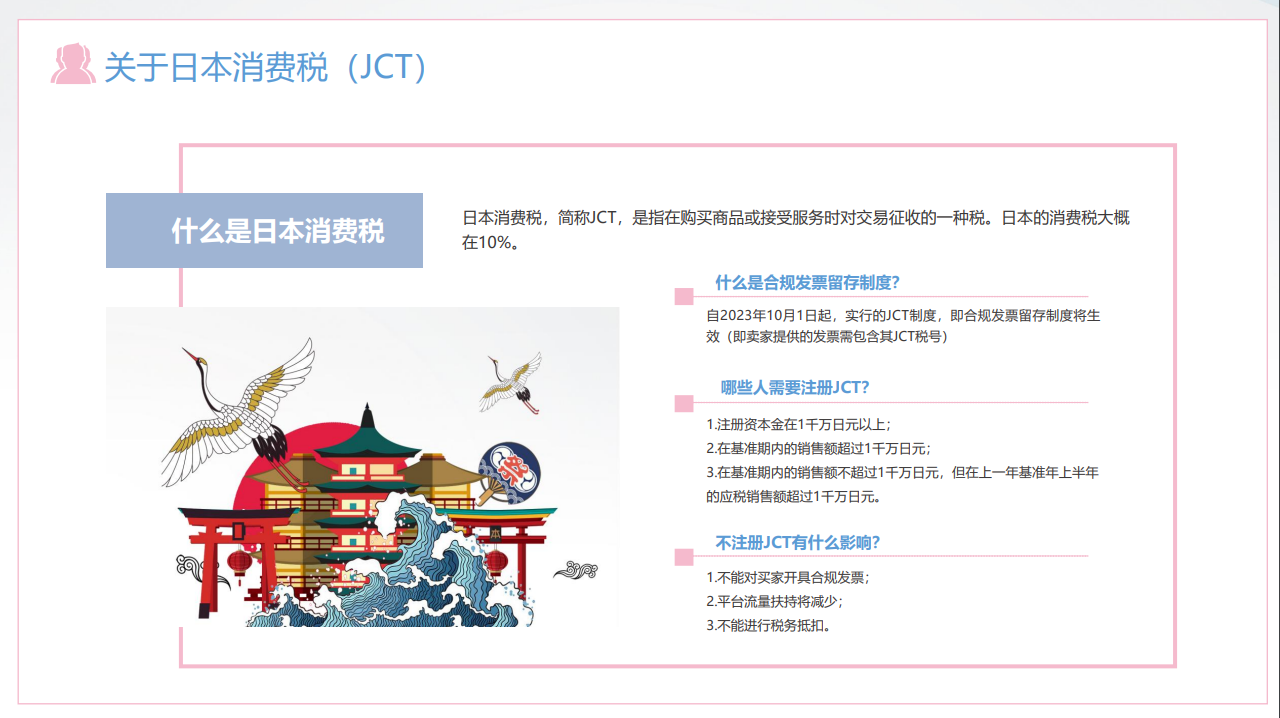 关于日本消费税（JCT）
什么是日本消费税
日本消费税，简称JCT，是指在购买商品或接受服务时对交易征收的一种税。日本的消费税大概
在10%。
什么是合规发票留存制度?
自2023年10月1日起，实行的JCT制度，即合规发票留存制度将生
效（即卖家提供的发票需包含其JCT税号）
哪些人需要注册JCT?
1.注册资本金在1千万日元以上；
2.在基准期内的销售额超过1千万日元；
3.在基准期内的销售额不超过1千万日元，但在上一年基准年上半年
的应税销售额超过1千万日元。
不注册JCT有什么影响?
1.不能对买家开具合规发票；
2.平台流量扶持将减少；
3.不能进行税务抵扣。